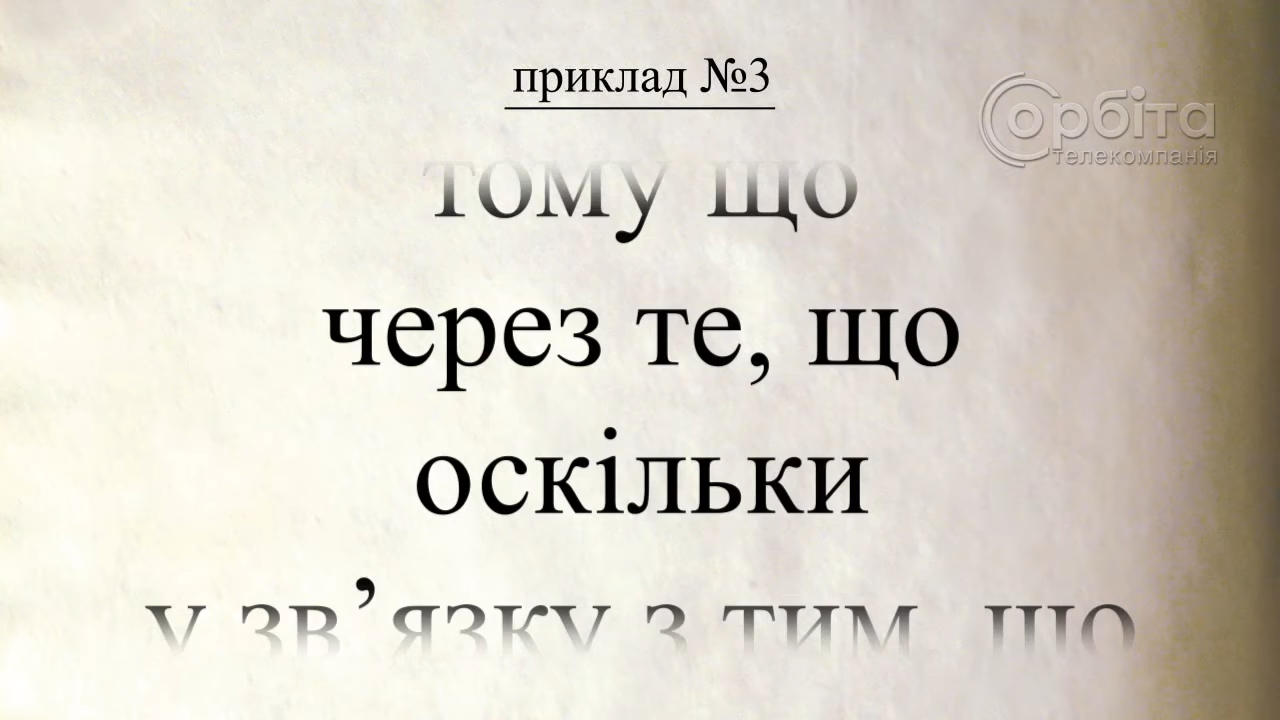 приклад №3
орбіта
телекомпанія
тому що
через те, що
оскільки
у зв’язку з тим, що